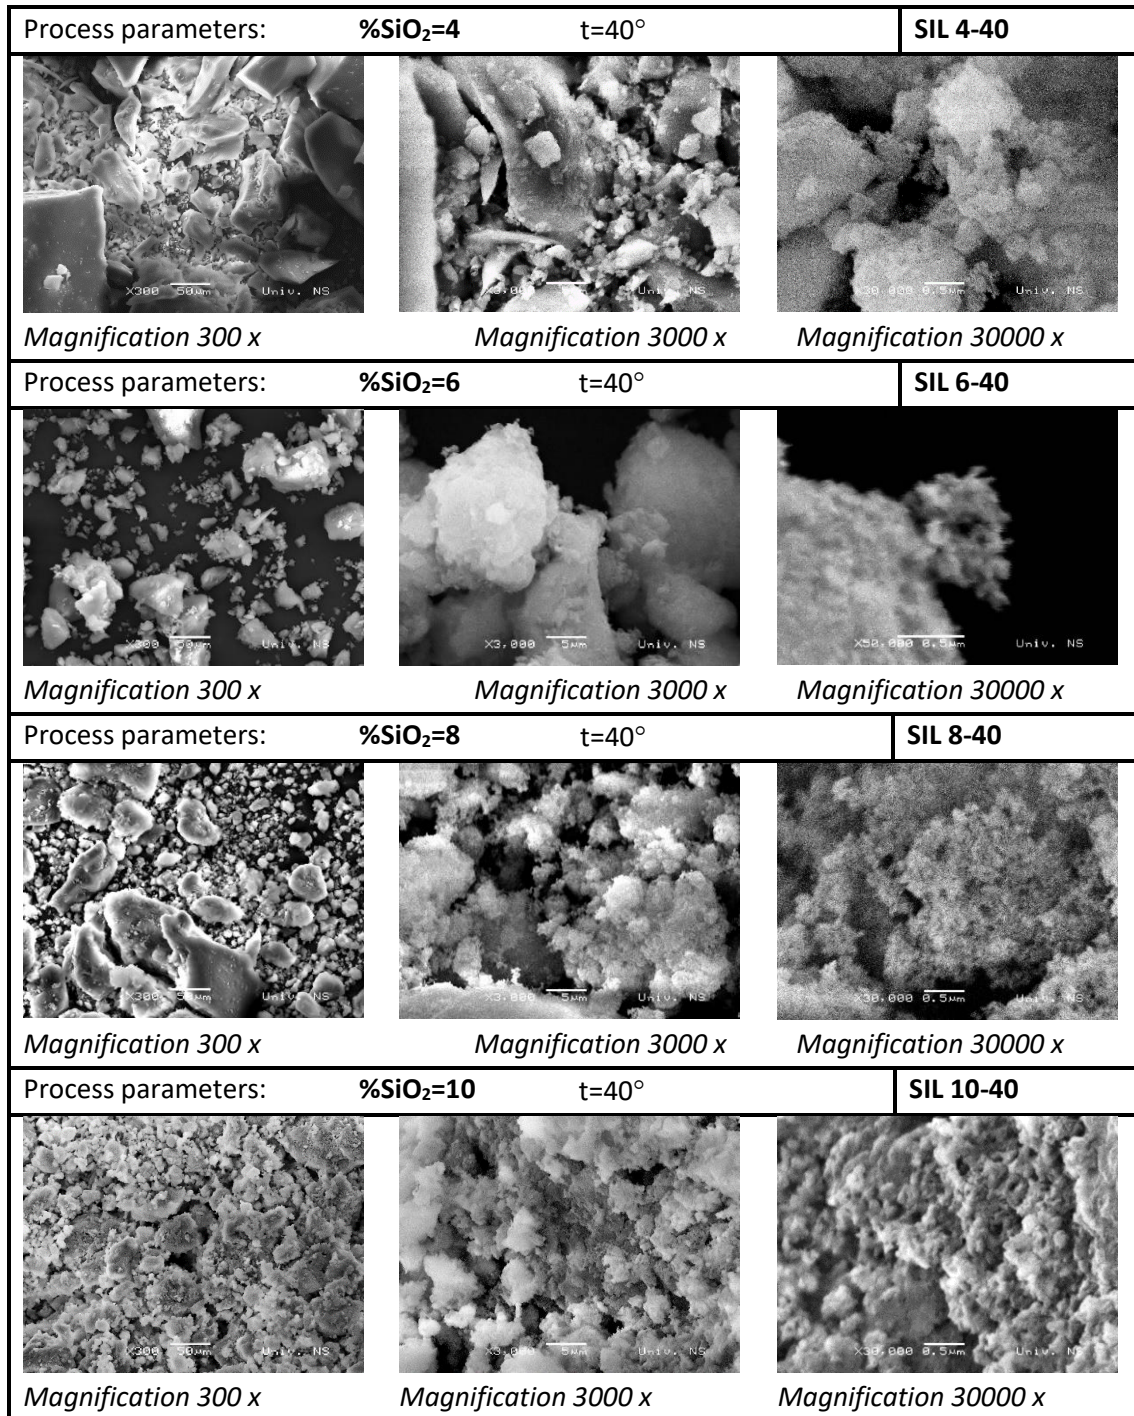 Process parameters: %SiO₂=4 t=40° SIL 4-40
X300 50µm Univ. NS
X3,000 5µm Univ. NS
X30,000 0.5µm Univ. NS
Magnification 300 x Magnification 3000 x Magnification 30000 x
Process parameters: %SiO₂=6 t=40° SIL 6-40
X300 50µm Univ. NS
X3,000 5µm Univ. NS
X50,000 0.5µm Univ. NS
Magnification 300 x Magnification 3000 x Magnification 30000 x
Process parameters: %SiO₂=8 t=40° SIL 8-40
X300 50µm Univ. NS
X3,000 5µm Univ. NS
X30,000 0.5µm Univ. NS
Magnification 300 x Magnification 3000 x Magnification 30000 x
Process parameters: %SiO₂=10 t=40° SIL 10-40
X300 50µm Univ. NS
X3,000 5µm Univ. NS
X30,000 0.5µm Univ. NS
Magnification 300 x Magnification 3000 x Magnification 30000 x